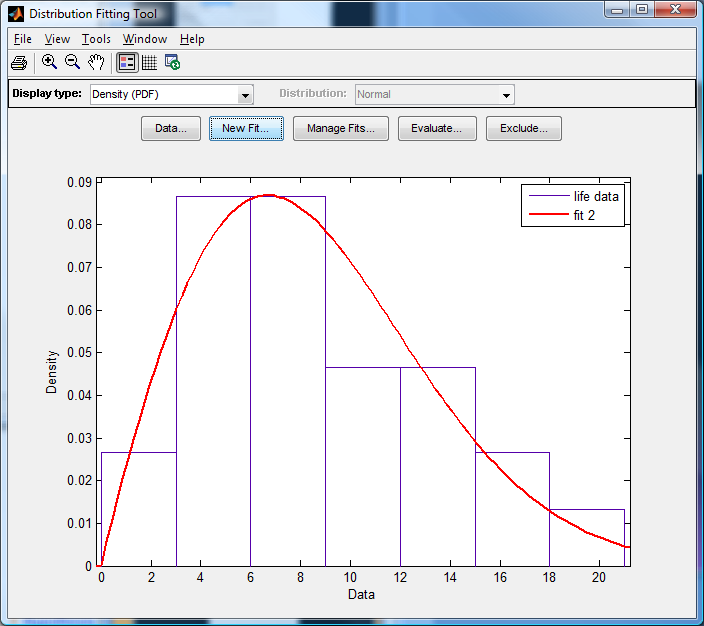 Distribution Fitting Tool
File View Tools Window Help
Display type: Density (PDF) Distribution: Normal
Data... New Fit... Manage Fits... Evaluate... Exclude...
life data
fit 2
0.09
0.08
0.07
0.06
0.05
0.04
0.03
0.02
0.01
0
Density
0 2 4 6 8 10 12 14 16 18 20
Data